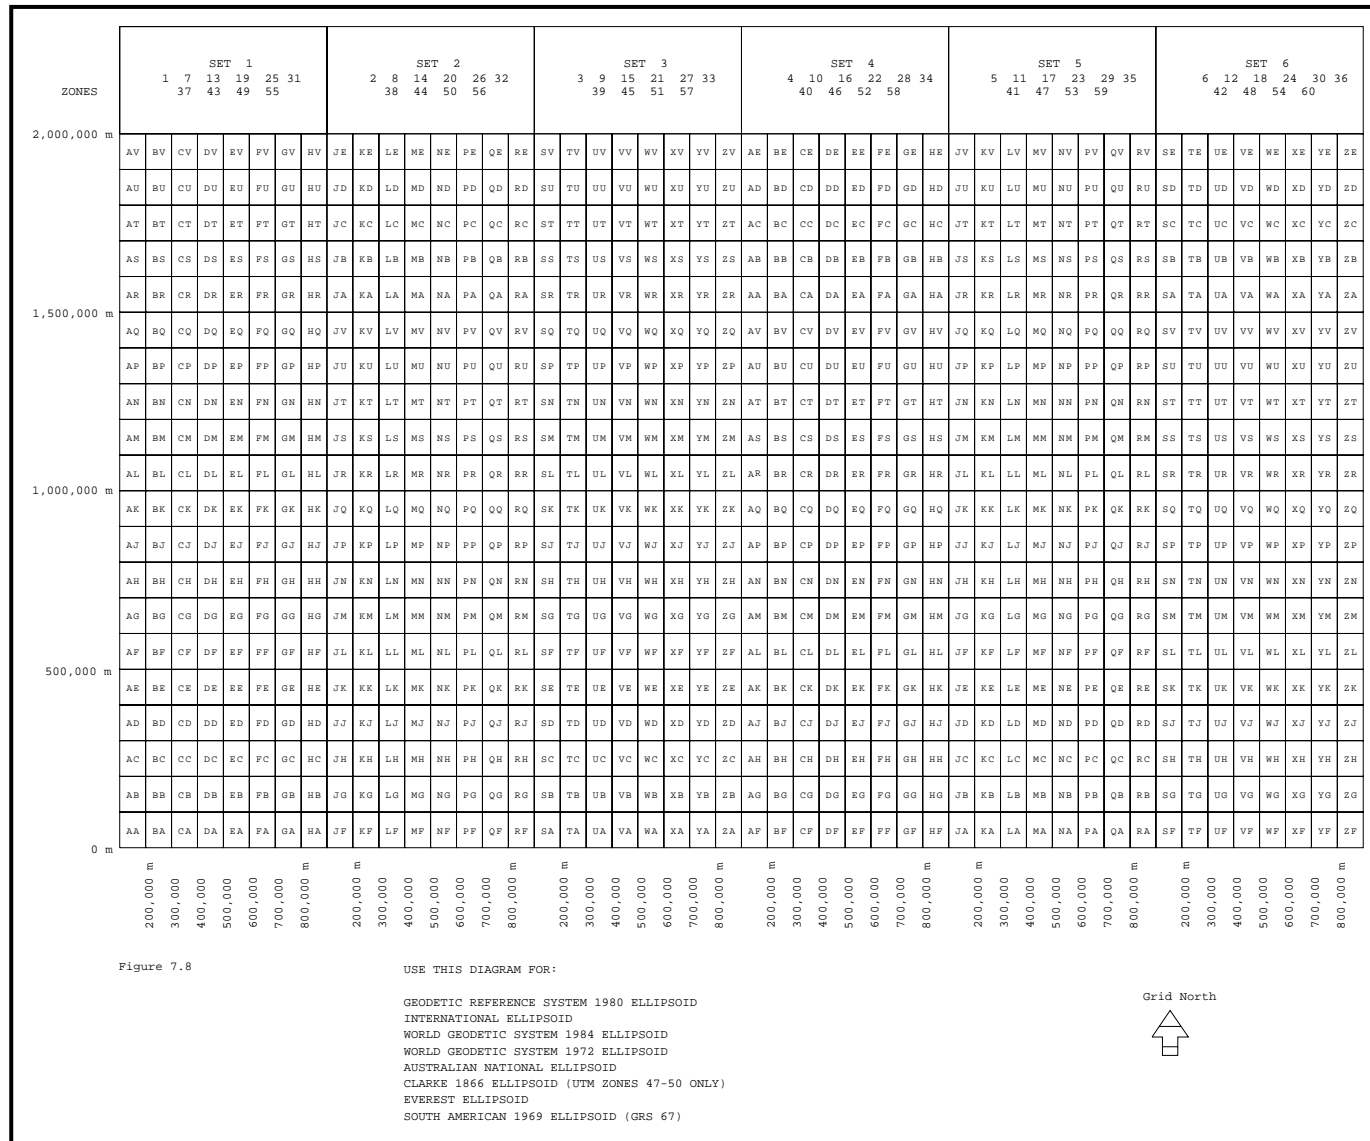 SET 1
1 7 13 19 25 31
37 43 49 55
SET 2
2 8 14 20 26 32
38 44 50 56
SET 3
3 9 15 21 27 33
39 45 51 57
SET 4
4 10 16 22 28 34
40 46 52 58
SET 5
5 11 17 23 29 35
41 47 53 59
SET 6
6 12 18 24 30 36
42 48 54 60
ZONES
2,000,000 m
AV BV CV DV EV FV GV HV JE KE LE ME NE PE QE RE SV TV UV VV WV XV YV ZV AE BE CE DE EE FE GE HE JV KV LV MV NV PV QV RV SE TE UE VE WE XE YE ZE
AU BU CU DU EU FU GU HU JD KD LD MD ND PD QD RD SU TU UU VU WU XU YU ZU AD BD CD DD ED FD GD HD JU KU LU MU NU PU QU RU SD TD UD VD WD XD YD ZD
AT BT CT DT ET FT GT HT JC KC LC MC NC PC QC RC ST TT UT VT WT XT YT ZT AC BC CC DC EC FC GC HC JT KT LT MT NT PT QT RT SC TC UC VC WC XC YC ZC
AS BS CS DS ES FS GS HS JB KB LB MB NB PB QB RB SS TS US VS WS XS YS ZS AB BB CB DB EB FB GB HB JS KS LS MS NS PS QS RS SB TB UB VB WB XB YB ZB
AR BR CR DR ER FR GR HR JA KA LA MA NA PA QA RA SR TR UR VR WR XR YR ZR AA BA CA DA EA FA GA HA JR KR LR MR NR PR QR RR SA TA UA VA WA XA YA ZA
1,500,000 m
AQ BQ CQ DQ EQ FQ GQ HQ JV KV LV MV NV PV QV RV SQ TQ UQ VQ WQ XQ YQ ZQ AV BV CV DV EV FV GV HV JQ KQ LQ MQ NQ PQ QQ RQ SV TV UV VV WV XV YV ZV
AP BP CP DP EP FP GP HP JU KU LU MU NU PU QU RU SP TP UP VP WP XP YP ZP AU BU CU DU EU FU GU HU JP KP LP MP NP PP QP RP SU TU UU VU WU XU YU ZU
AN BN CN DN EN FN GN HN JT KT LT MT NT PT QT RT SN TN UN VN WN XN YN ZN AT BT CT DT ET FT GT HT JN KN LN MN NN PN QN RN ST TT UT VT WT XT YT ZT
AM BM CM DM EM FM GM HM JS KS LS MS NS PS QS RS SM TM UM VM WM XM YM ZM AS BS CS DS ES FS GS HS JM KM LM MM NM PM QM RM SS TS US VS WS XS YS ZS
AL BL CL DL EL FL GL HL JR KR LR MR NR PR QR RR SL TL UL VL WL XL YL ZL AR BR CR DR ER FR GR HR JL KL LL ML NL PL QL RL SR TR UR VR WR XR YR ZR
1,000,000 m
AK BK CK DK EK FK GK HK JQ KQ LQ MQ NQ PQ QQ RQ SK TK UK VK WK XK YK ZK AQ BQ CQ DQ EQ FQ GQ HQ JK KK LK MK NK PK QK RK SQ TQ UQ VQ WQ XQ YQ ZQ
AJ BJ CJ DJ EJ FJ GJ HJ JP KP LP MP NP PP QP RP SJ TJ UJ VJ WJ XJ YJ ZJ AP BP CP DP EP FP GP HP JJ KJ LJ MJ NJ PJ QJ RJ SP TP UP VP WP XP YP ZP
AH BH CH DH EH FH GH HH JN KN LN MN NN PN QN RN SH TH UH VH WH XH YH ZH AN BN CN DN EN FN GN HN JH KH LH MH NH PH QH RH SN TN UN VN WN XN YN ZN
AG BG CG DG EG FG GG HG JM KM LM MM NM PM QM RM SG TG UG VG WG XG YG ZG AM BM CM DM EM FM GM HM JG KG LG MG NG PG QG RG SM TM UM VM WM XM YM ZM
AF BF CF DF EF FF GF HF JL KL LL ML NL PL QL RL SF TF UF VF WF XF YF ZF AL BL CL DL EL FL GL HL JF KF LF MF NF PF QF RF SL TL UL VL WL XL YL ZL
500,000 m
AE BE CE DE EE FE GE HE JK KK LK MK NK PK QK RK SE TE UE VE WE XE YE ZE AK BK CK DK EK FK GK HK JE KE LE ME NE PE QE RE SK TK UK VK WK XK YK ZK
AD BD CD DD ED FD GD HD JJ KJ LJ MJ NJ PJ QJ RJ SD TD UD VD WD XD YD ZD AJ BJ CJ DJ EJ FJ GJ HJ JD KD LD MD ND PD QD RD SJ TJ UJ VJ WJ XJ YJ ZJ
AC BC CC DC EC FC GC HC JH KH LH MH NH PH QH RH SC TC UC VC WC XC YC ZC AH BH CH DH EH FH GH HH JC KC LC MC NC PC QC RC SH TH UH VH WH XH YH ZH
AB BB CB DB EB FB GB HB JG KG LG MG NG PG QG RG SB TB UB VB WB XB YB ZB AG BG CG DG EG FG GG HG JB KB LB MB NB PB QB RB SG TG UG VG WG XG YG ZG
AA BA CA DA EA FA GA HA JF KF LF MF NF PF QF RF SA TA UA VA WA XA YA ZA AF BF CF DF EF FF GF HF JA KA LA MA NA PA QA RA SF TF UF VF WF XF YF ZF
0 m
200,000 m
300,000
400,000
500,000
600,000
700,000
800,000 m
200,000 m
300,000
400,000
500,000
600,000
700,000
800,000 m
200,000 m
300,000
400,000
500,000
600,000
700,000
800,000 m
200,000 m
300,000
400,000
500,000
600,000
700,000
800,000 m
200,000 m
300,000
400,000
500,000
600,000
700,000
800,000 m
200,000 m
300,000
400,000
500,000
600,000
700,000
800,000 m
Figure 7.8
USE THIS DIAGRAM FOR:
GEODETIC REFERENCE SYSTEM 1980 ELLIPSOID
INTERNATIONAL ELLIPSOID
WORLD GEODETIC SYSTEM 1984 ELLIPSOID
WORLD GEODETIC SYSTEM 1972 ELLIPSOID
AUSTRALIAN NATIONAL ELLIPSOID
CLARKE 1866 ELLIPSOID (UTM ZONES 47-50 ONLY)
EVEREST ELLIPSOID
SOUTH AMERICAN 1969 ELLIPSOID (GRS 67)
Grid North